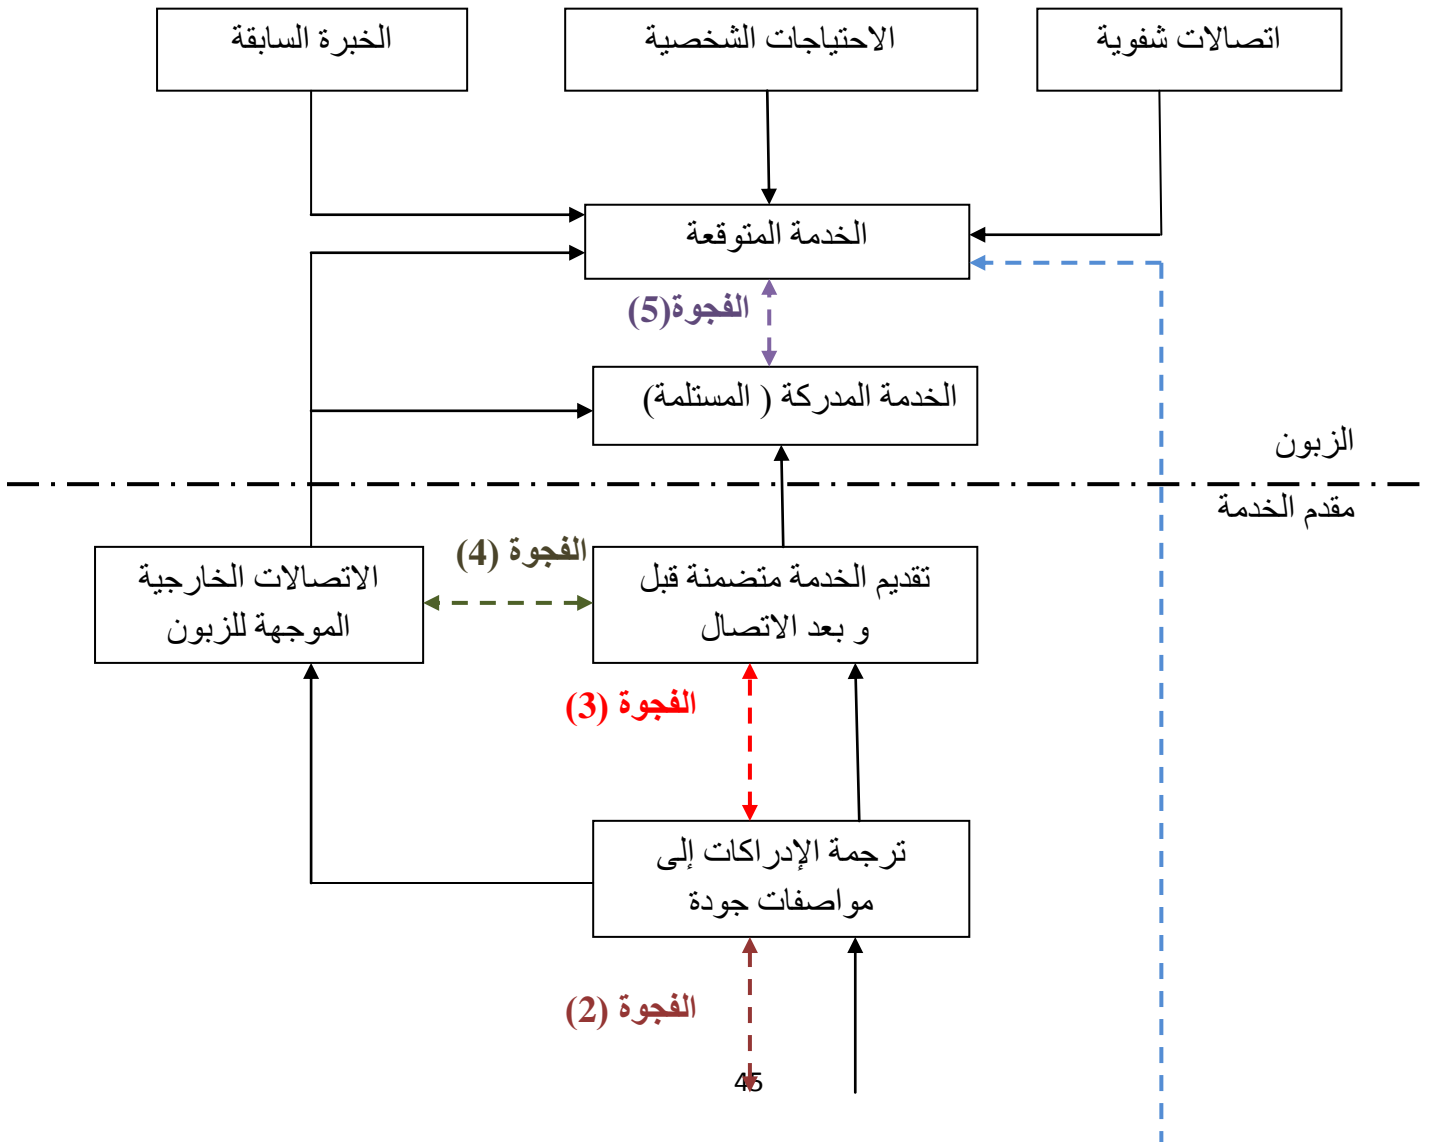 اتصالات شفوية
الاحتياجات الشخصية
الخبرة السابقة
الخدمة المتوقعة
الفجوة(5)
الخدمة المدركة ( المستلمة)
الزبون
مقدم الخدمة
الفجوة (4)
تقديم الخدمة متضمنة قبل
و بعد الاتصال
الاتصالات الخارجية
الموجهة للزبون
الفجوة (3)
ترجمة الإدراكات إلى
مواصفات جودة
الفجوة (2)
45